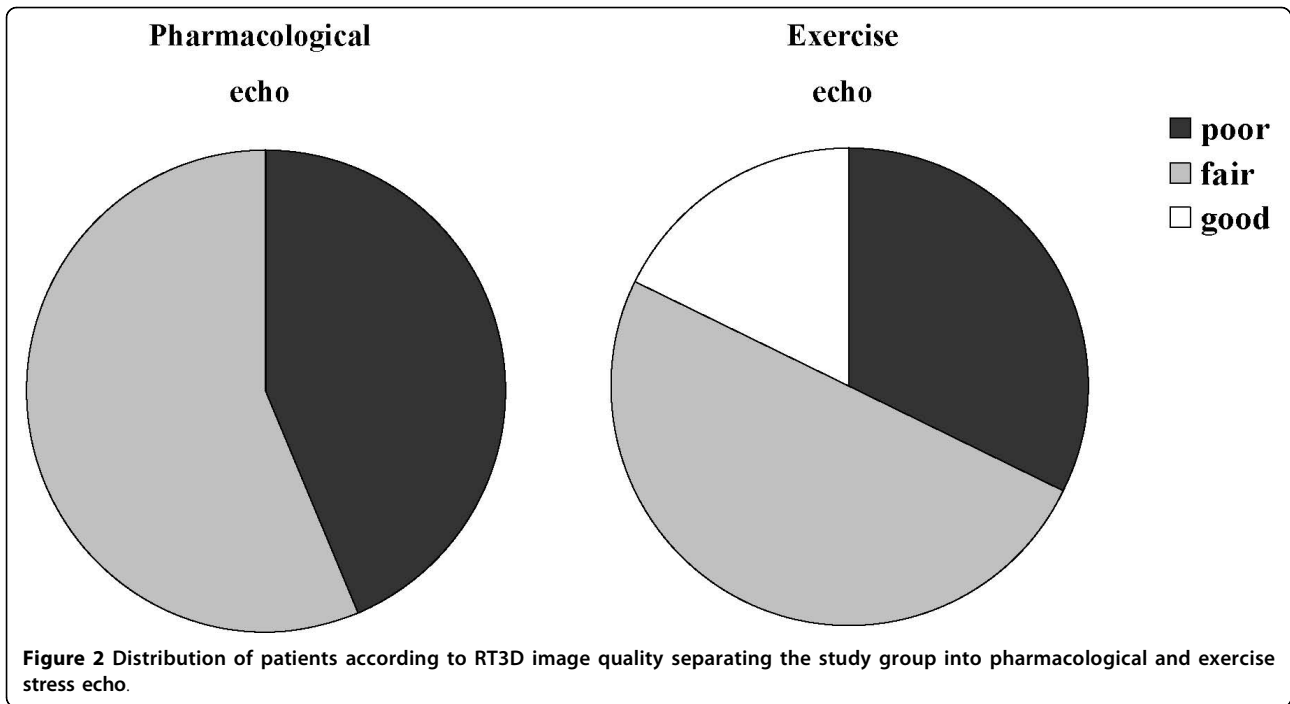 Pharmacological
echo
Exercise
echo
poor
fair
good
Figure 2 Distribution of patients according to RT3D image quality separating the study group into pharmacological and exercise
stress echo.